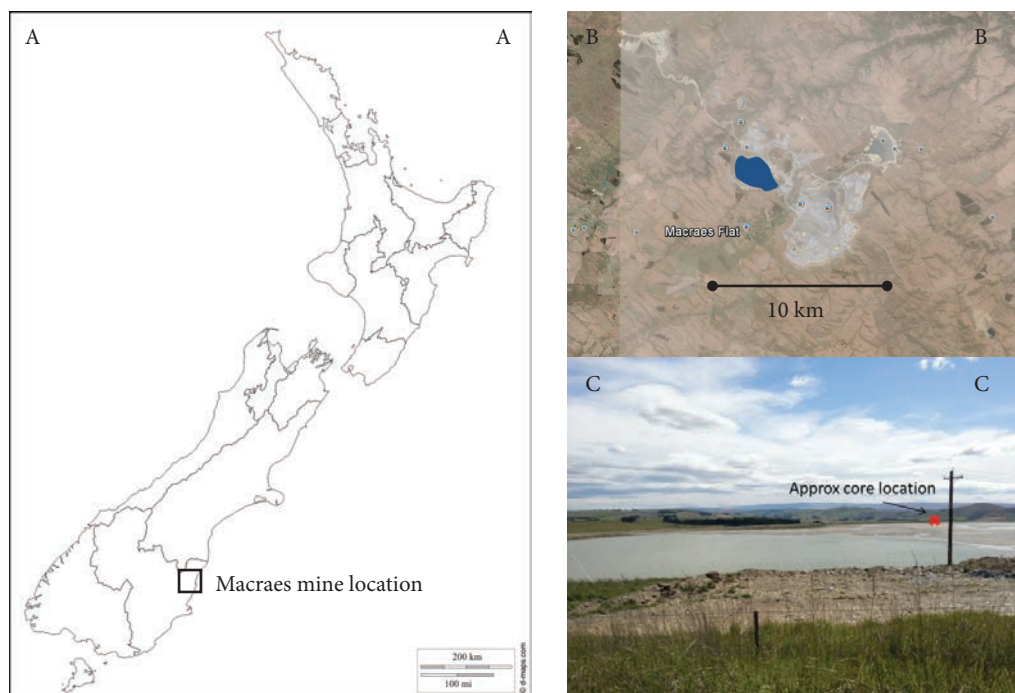 A A
Macraes mine location
200 km
100 mi
© d-maps.com
B B
Macraes Flat
10 km
C C
Approx core location